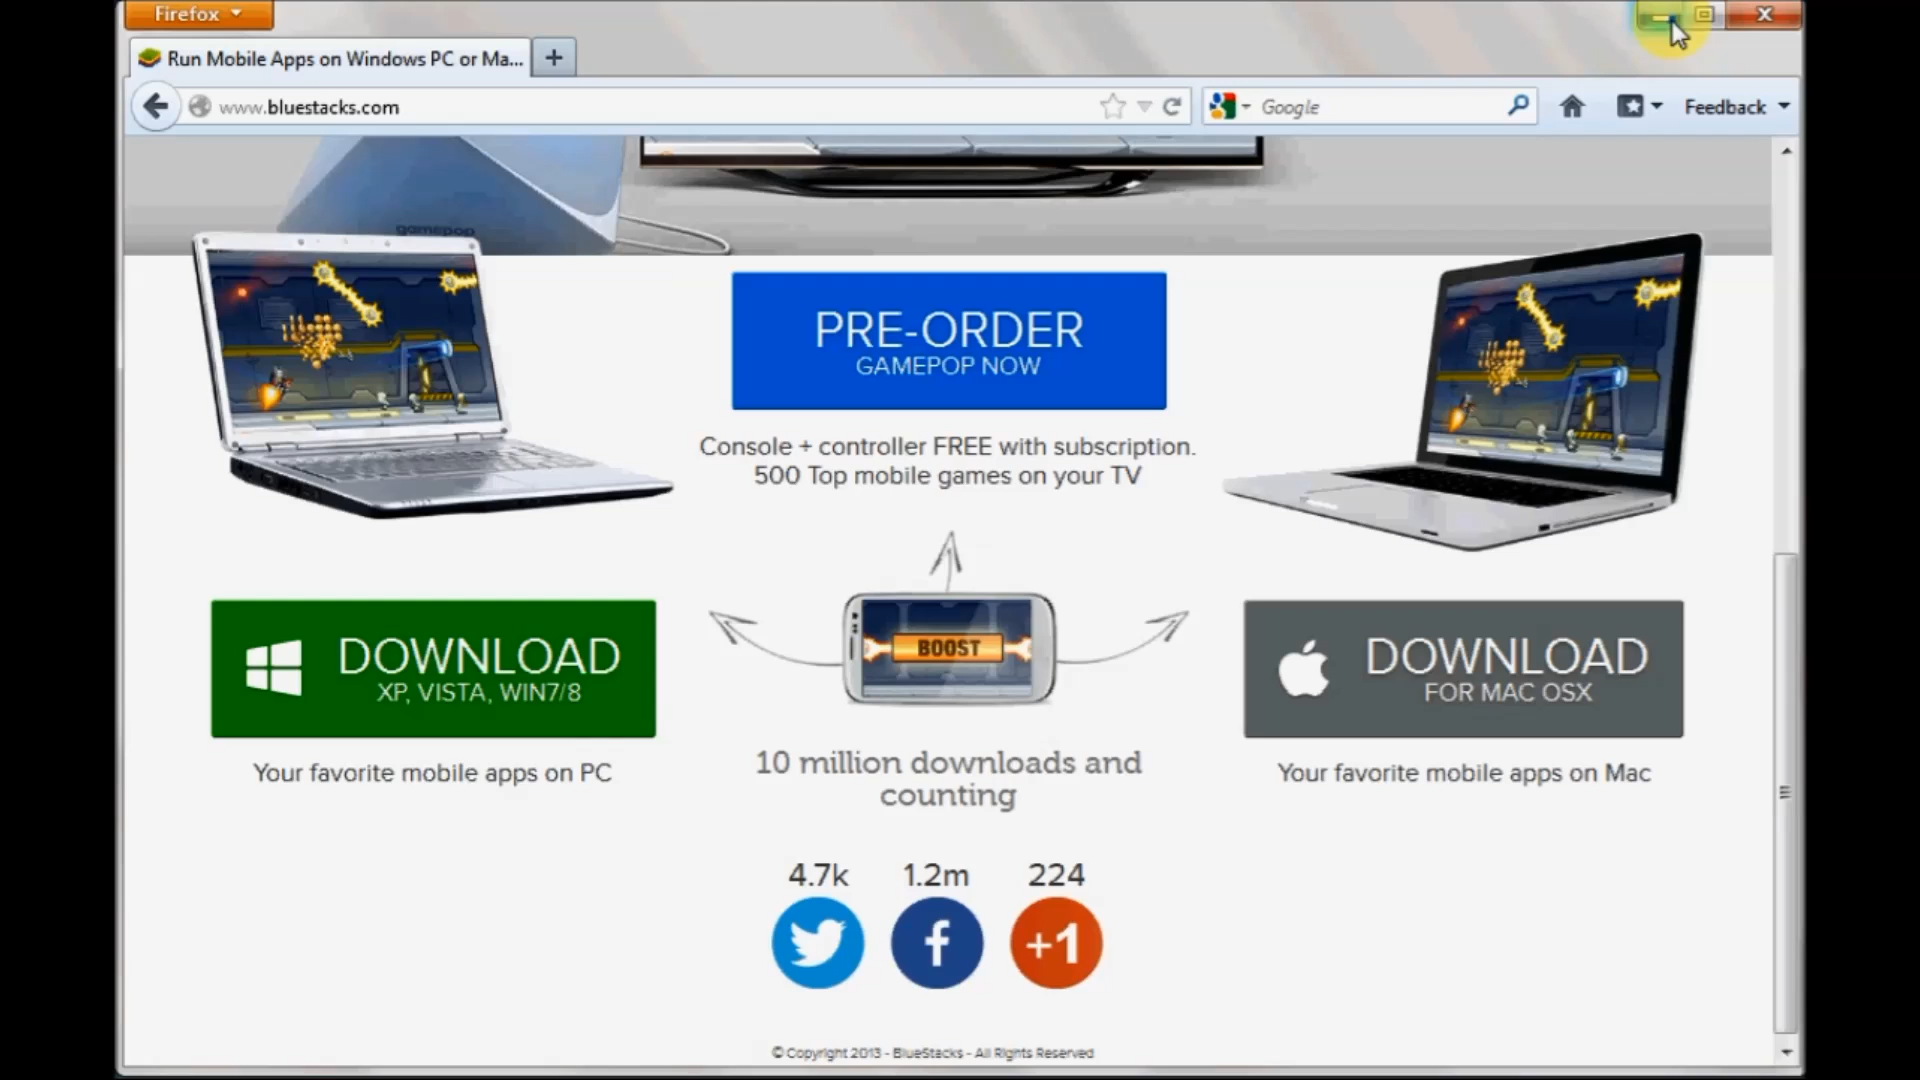 Firefox
Run Mobile Apps on Windows PC or Ma...
www.bluestacks.com
Google
Feedback
gamepop
PRE-ORDER
GAMEPOP NOW
Console + controller FREE with subscription.
500 Top mobile games on your TV
DOWNLOAD
XP, VISTA, WIN7/8
BOOST
DOWNLOAD
FOR MAC OSX
Your favorite mobile apps on PC
10 million downloads and
counting
Your favorite mobile apps on Mac
4.7k 1.2m 224
+1
© Copyright 2013 - BlueStacks - All Rights Reserved